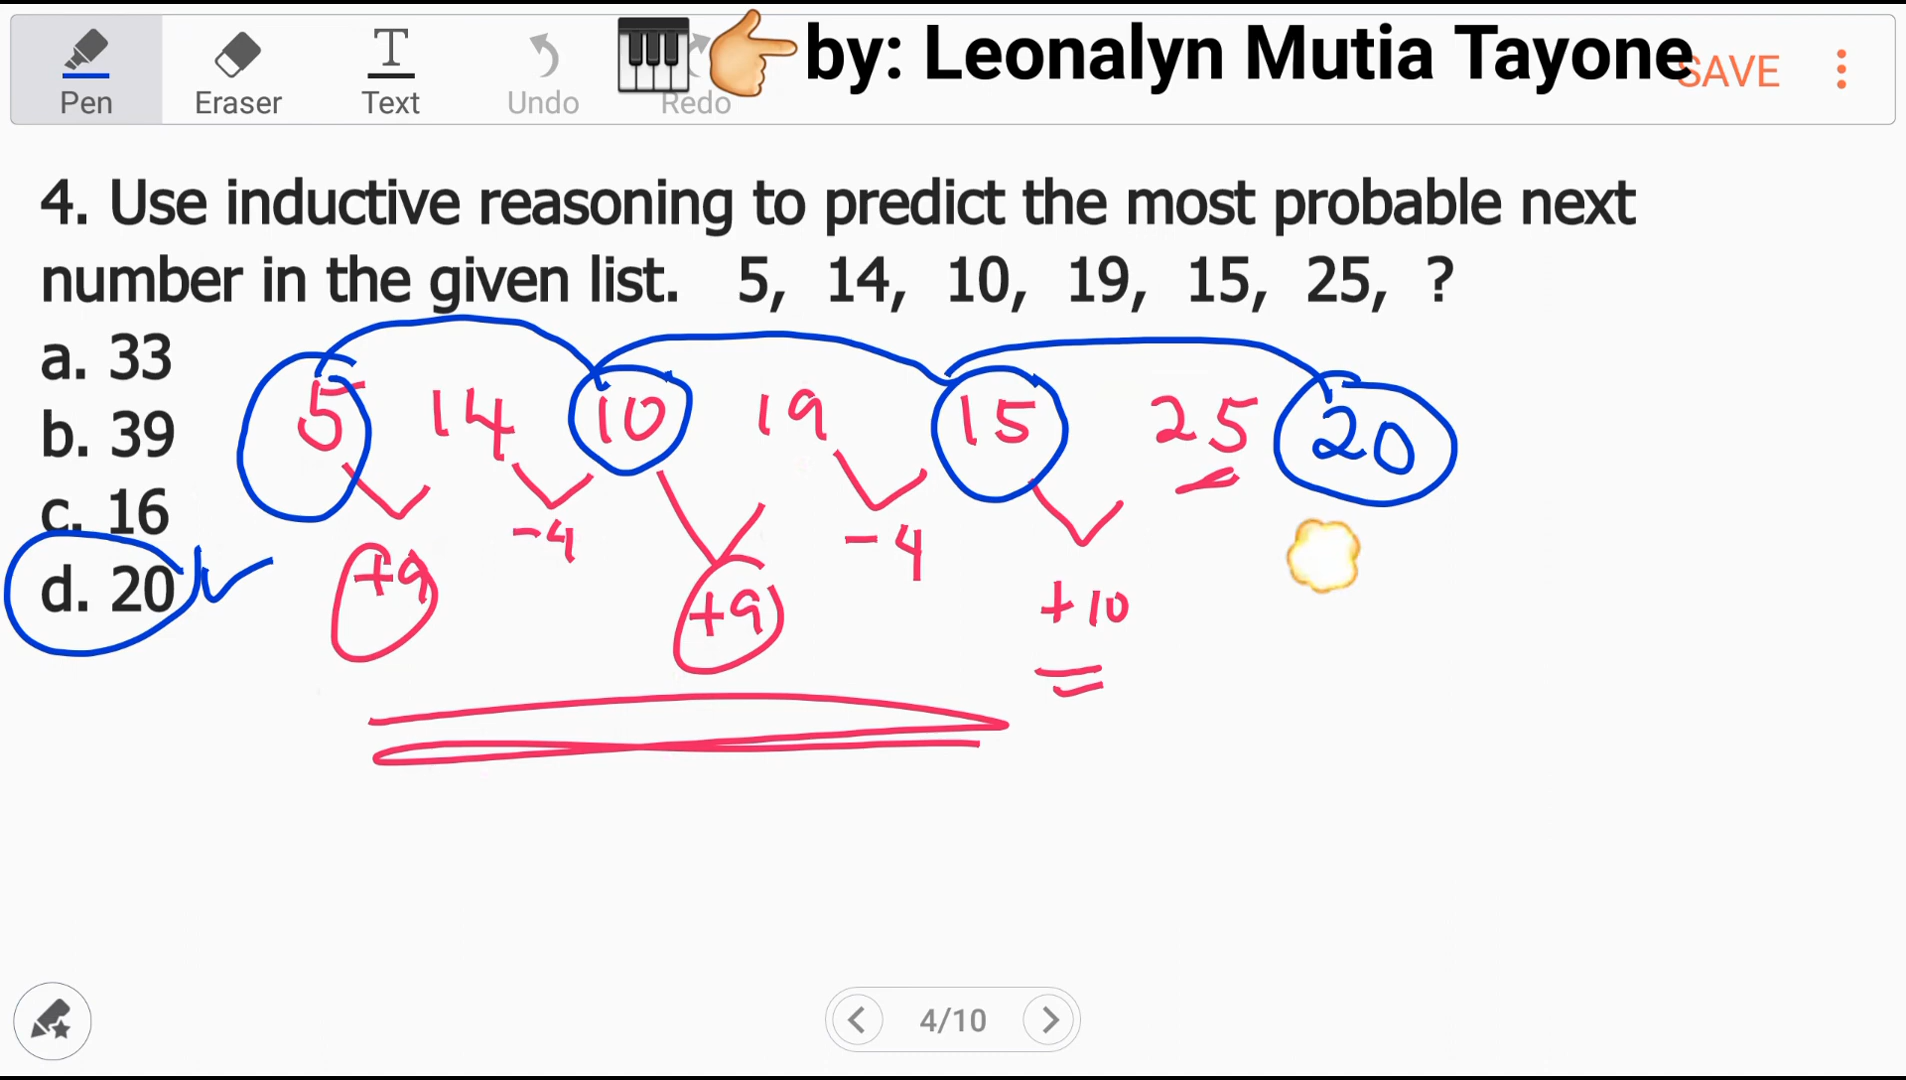 by: Leonalyn Mutia Tayone
SAVE
Pen
Eraser
Text
Undo
Redo
4. Use inductive reasoning to predict the most probable next
number in the given list. 5, 14, 10, 19, 15, 25, ?
a. 33
b. 39
c. 16
d. 20
5 14 10 19 15 25 20
+9 -4 +9 -4 +10
4/10